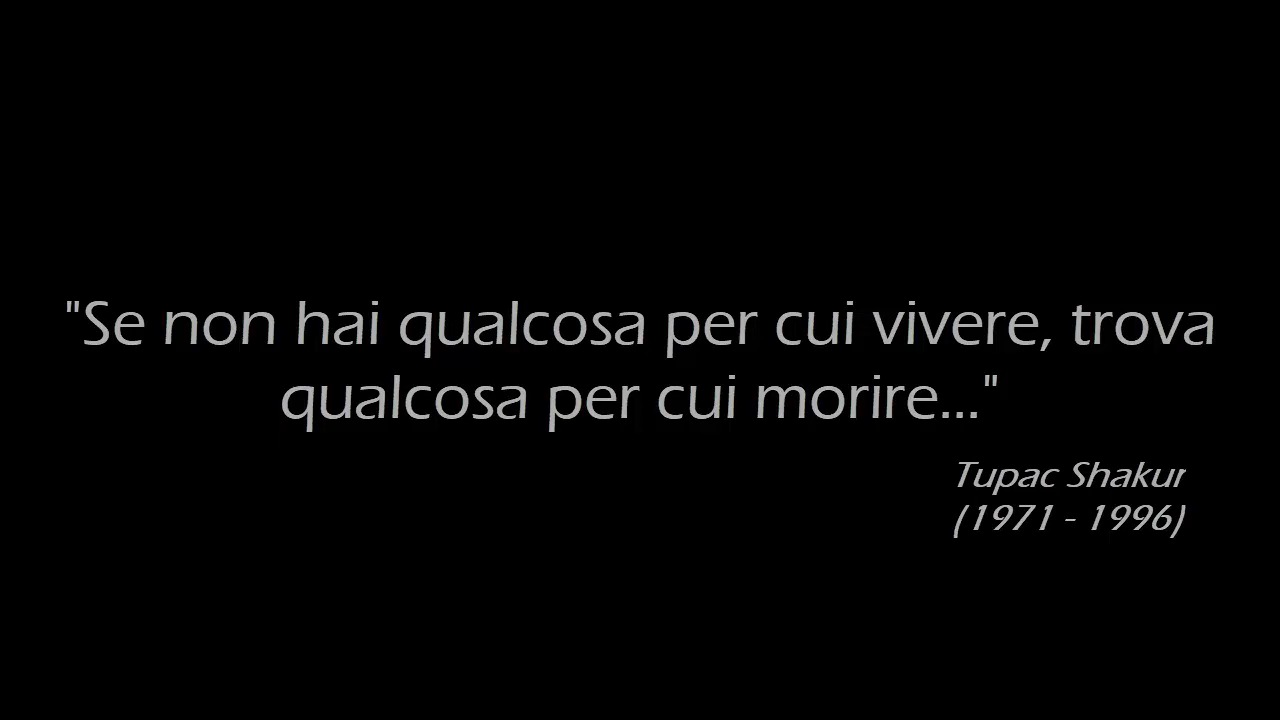 "Se non hai qualcosa per cui vivere, trova
qualcosa per cui morire..."
Tupac Shakur
(1971 - 1996)